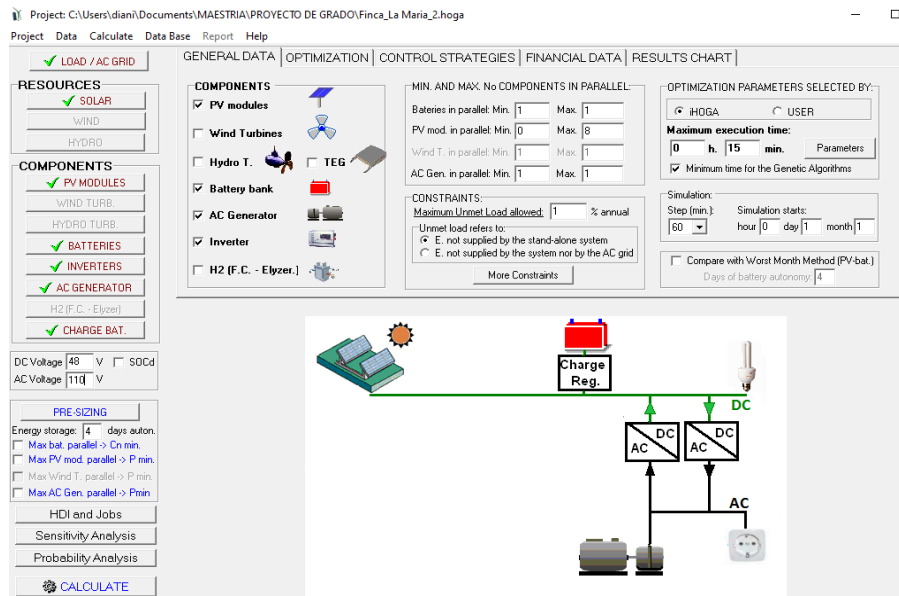 Project: C:\Users\diani\Documents\MAESTRIA\PROYECTO DE GRADO\Finca_La Maria_2.hoga
Project Data Calculate Data Base Report Help
LOAD / AC GRID
RESOURCES
SOLAR
WIND
HYDRO
COMPONENTS
PV MODULES
WIND TURB.
HYDRO TURB.
BATTERIES
INVERTERS
AC GENERATOR
H2 (F.C. - Elyzer)
CHARGE BAT.
DC Voltage 48 V SOCd
AC Voltage 110 V
PRE-SIZING
Energy storage: 4 days auton.
Max bat. parallel -> Cn min.
Max PV mod. parallel -> P min.
Max Wind T. parallel -> P min.
Max AC Gen. parallel -> Pmin
HDI and Jobs
Sensitivity Analysis
Probability Analysis
CALCULATE
GENERAL DATA OPTIMIZATION CONTROL STRATEGIES FINANCIAL DATA RESULTS CHART
COMPONENTS
PV modules
Wind Turbines
Hydro T. TEG
Battery bank
AC Generator
Inverter
H2 (F.C. - Elyzer.)
MIN. AND MAX. No COMPONENTS IN PARALLEL:
Bateries in parallel: Min. 1 Max. 1
PV mod. in parallel: Min. 0 Max. 8
Wind T. in parallel: Min. 1 Max. 1
AC Gen. in parallel: Min. 1 Max. 1
CONSTRAINTS:
Maximum Unmet Load allowed: 1 % annual
Unmet load refers to:
E. not supplied by the stand-alone system
E. not supplied by the system nor by the AC grid
More Constraints
OPTIMIZATION PARAMETERS SELECTED BY:
iHOGA USER
Maximum execution time:
0 h. 15 min. Parameters
Minimum time for the Genetic Algorithms
Simulation:
Step (min.): Simulation starts:
60 hour 0 day 1 month 1
Compare with Worst Month Method (PV-bat.)
Days of battery autonomy: 4
Charge
Reg.
DC
DC
AC
DC
AC
AC